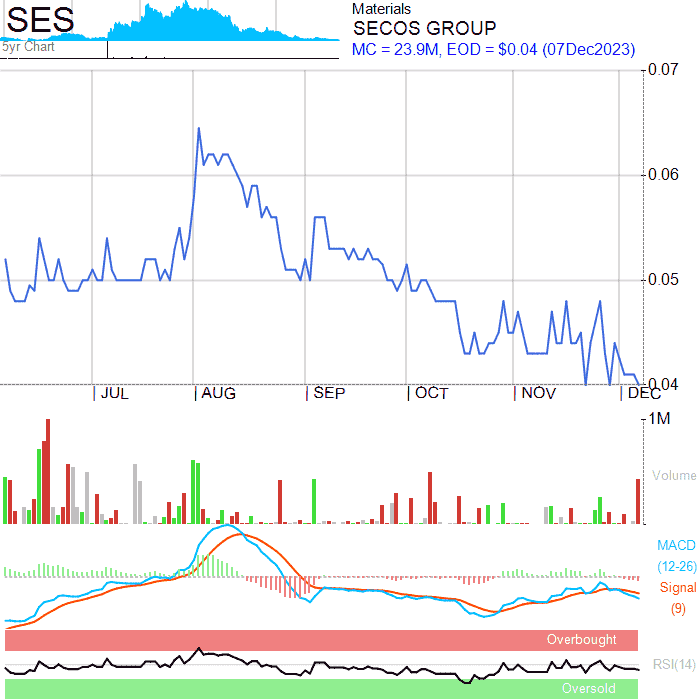 SES
5yr Chart
Materials
SECOS GROUP
MC = 23.9M, EOD = $0.04 (07Dec2023)
0.07
0.06
0.05
0.04
JUL AUG SEP OCT NOV DEC
1M
Volume
MACD
(12-26)
Signal
(9)
Overbought
RSI(14)
Oversold